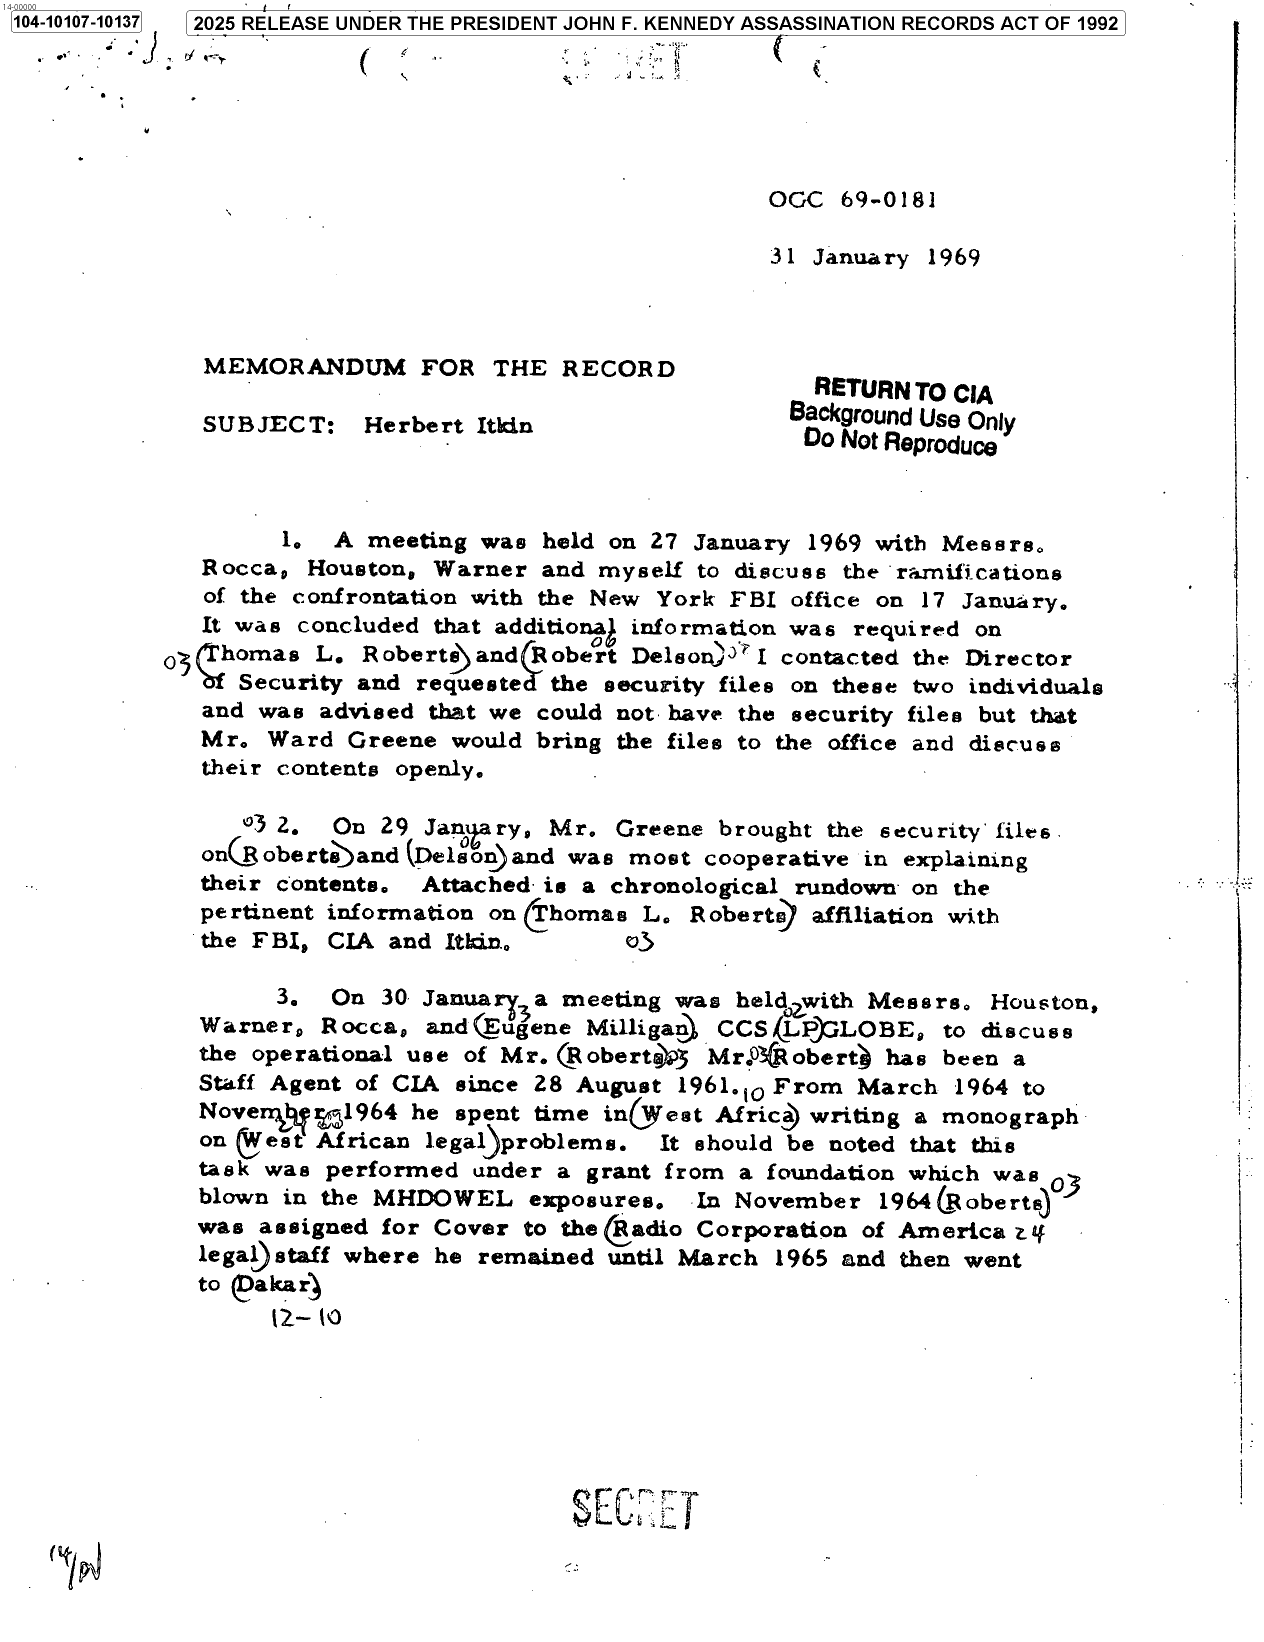 14-00000
104-10107-10137
2025 RELEASE UNDER THE PRESIDENT JOHN F. KENNEDY ASSASSINATION RECORDS ACT OF 1992
SECRET
OGC 69-0181
31 January 1969
MEMORANDUM FOR THE RECORD
RETURN TO CIA
Background Use Only
Do Not Reproduce
SUBJECT: Herbert Itkin
1. A meeting was held on 27 January 1969 with Messrs.
Rocca, Houston, Warner and myself to discuss the ramifications
of the confrontation with the New York FBI office on 17 January.
It was concluded that additional information was required on
06
03 (Thomas L. Roberts) and (Robert Delson) I contacted the Director
of Security and requested the security files on these two individuals
and was advised that we could not have the security files but that
Mr. Ward Greene would bring the files to the office and discuss
their contents openly.
03 2. On 29 January, Mr. Greene brought the security files
06
on (Roberts) and (Delson) and was most cooperative in explaining
their contents. Attached is a chronological rundown on the
pertinent information on (Thomas L. Roberts) affiliation with
the FBI, CIA and Itkin. 03
3. On 30 January a meeting was held with Messrs. Houston,
03 02
Warner, Rocca, and (Eugene Milligan), CCS/(LP)GLOBE, to discuss
the operational use of Mr. (Roberts) 03 Mr. 03 (Roberts) has been a
Staff Agent of CIA since 28 August 1961. 10 From March 1964 to
November 1964 he spent time in (West Africa) writing a monograph
on (West African legal) problems. It should be noted that this
task was performed under a grant from a foundation which was 03
blown in the MHDOWEL exposures. In November 1964 (Roberts)
was assigned for Cover to the (Radio Corporation of America 24
legal) staff where he remained until March 1965 and then went
to (Dakar)
12-10
SECRET